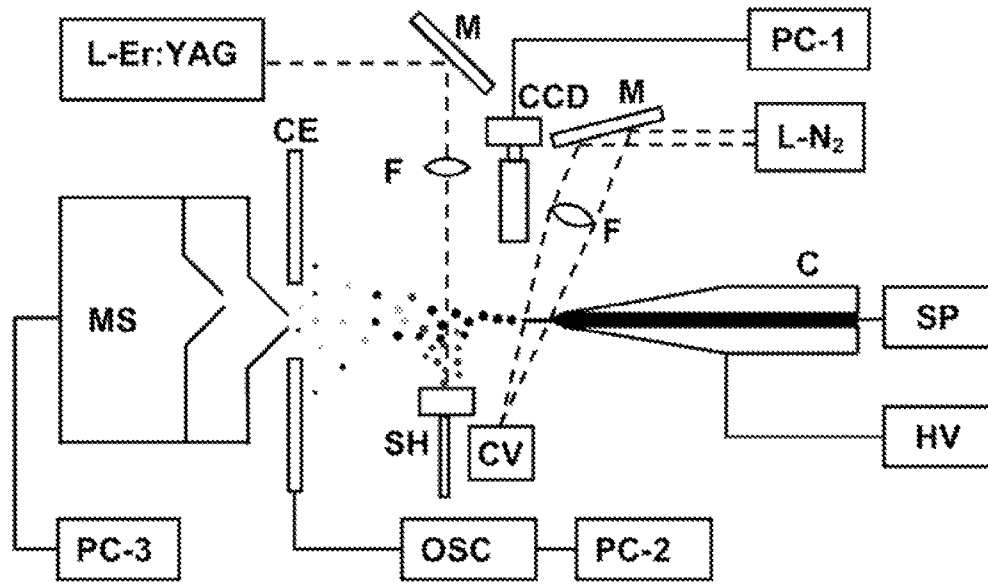 L-Er:YAG
M
PC-1
CCD
M
CE
L-N₂
F
F
C
MS
SP
SH
CV
HV
PC-3
OSC
PC-2